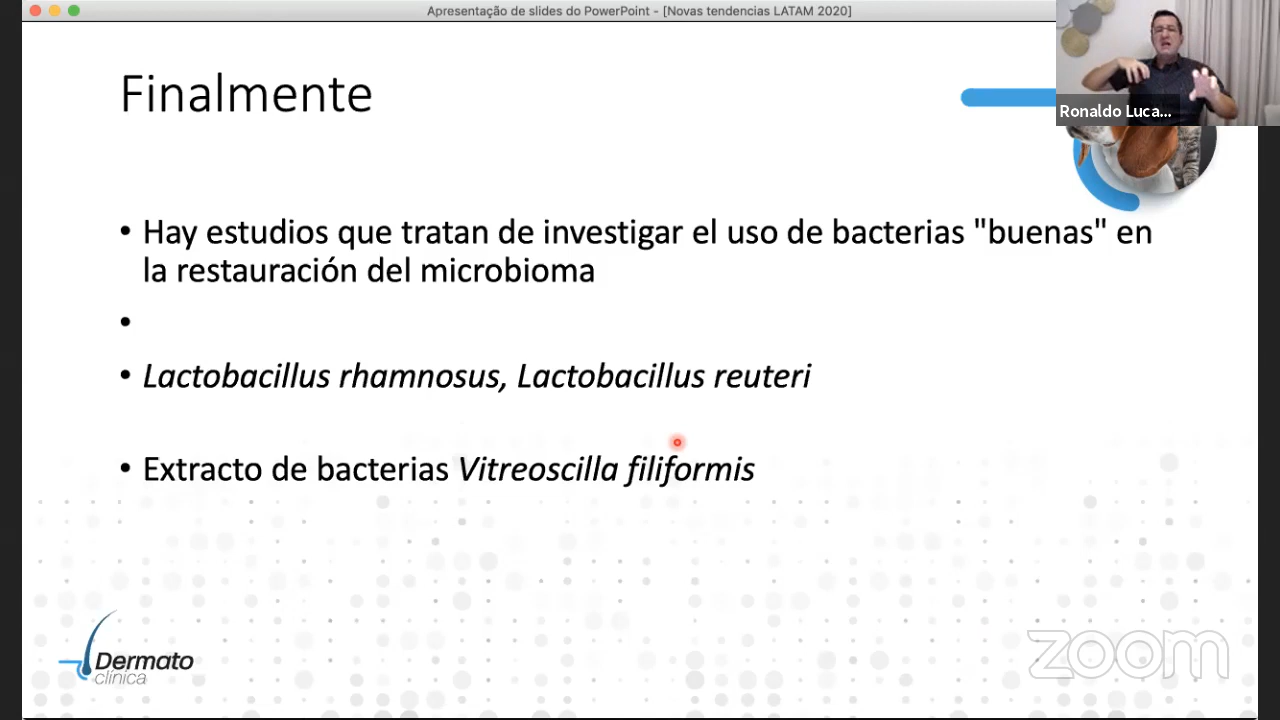 Apresentação de slides do PowerPoint - [Novas tendencias LATAM 2020]
Finalmente
Ronaldo Luca...
• Hay estudios que tratan de investigar el uso de bacterias "buenas" en
la restauración del microbioma
•
• Lactobacillus rhamnosus, Lactobacillus reuteri
• Extracto de bacterias Vitreoscilla filiformis
Dermato
clínica
zoom